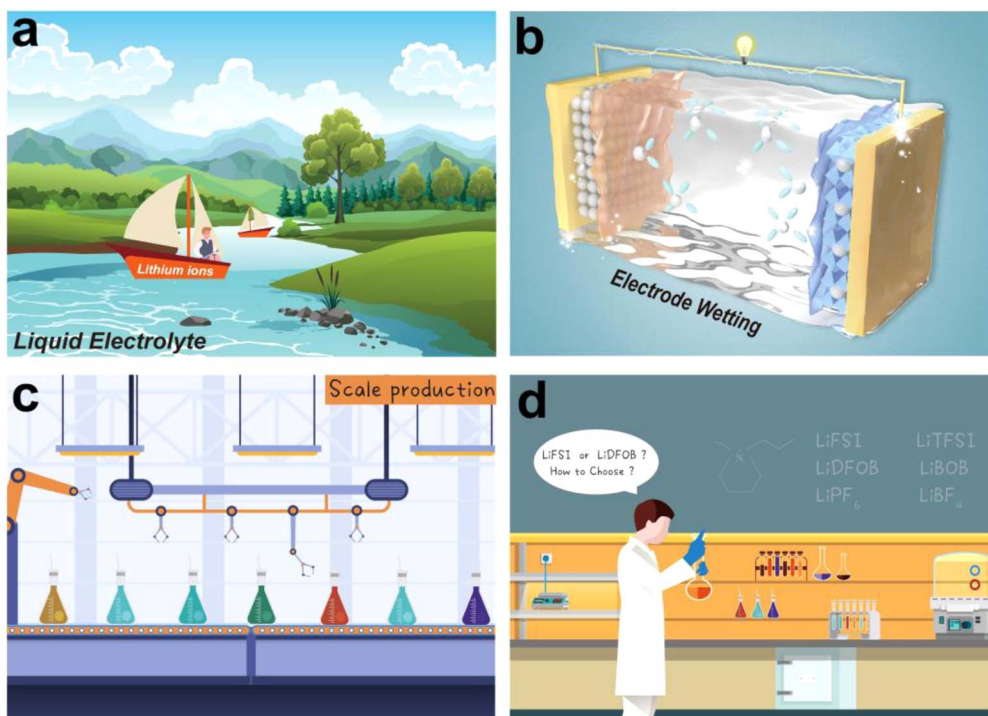 a
Lithium ions
Liquid Electrolyte
b
Electrode Wetting
c
Scale production
d
LiFSI or LiDFOB ?
How to Choose ?
N
LiFSI
LiTFSI
LiDFOB
LiBOB
LiPF₆
LiBF₄